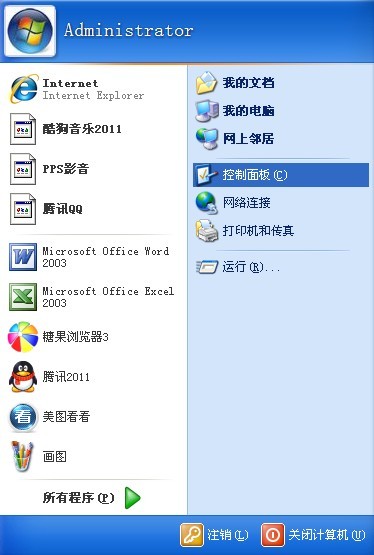 Administrator
Internet
Internet Explorer
酷狗音乐2011
PPS影音
腾讯QQ
Microsoft Office Word
2003
Microsoft Office Excel
2003
糖果浏览器3
腾讯2011
看
美图看看
画图
所有程序(P)
我的文档
我的电脑
网上邻居
控制面板(C)
网络连接
打印机和传真
运行(R)...
注销(L)
关闭计算机(U)